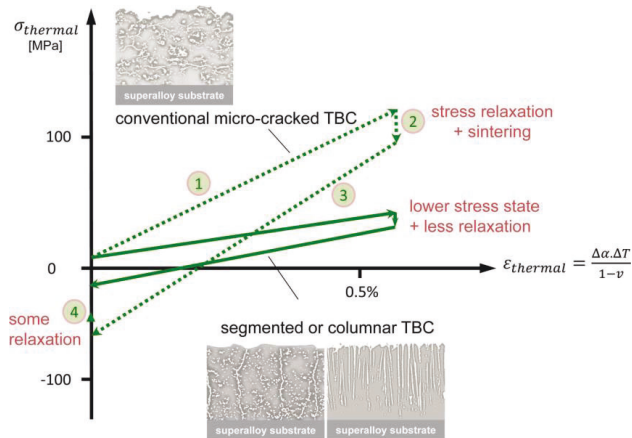 σthermal
[MPa]
superalloy substrate
conventional micro-cracked TBC
2
stress relaxation
+ sintering
100
1
3
lower stress state
+ less relaxation
0
εthermal = Δα.ΔT / 1−ν
0.5%
4
some
relaxation
segmented or columnar TBC
-100
superalloy substrate
superalloy substrate